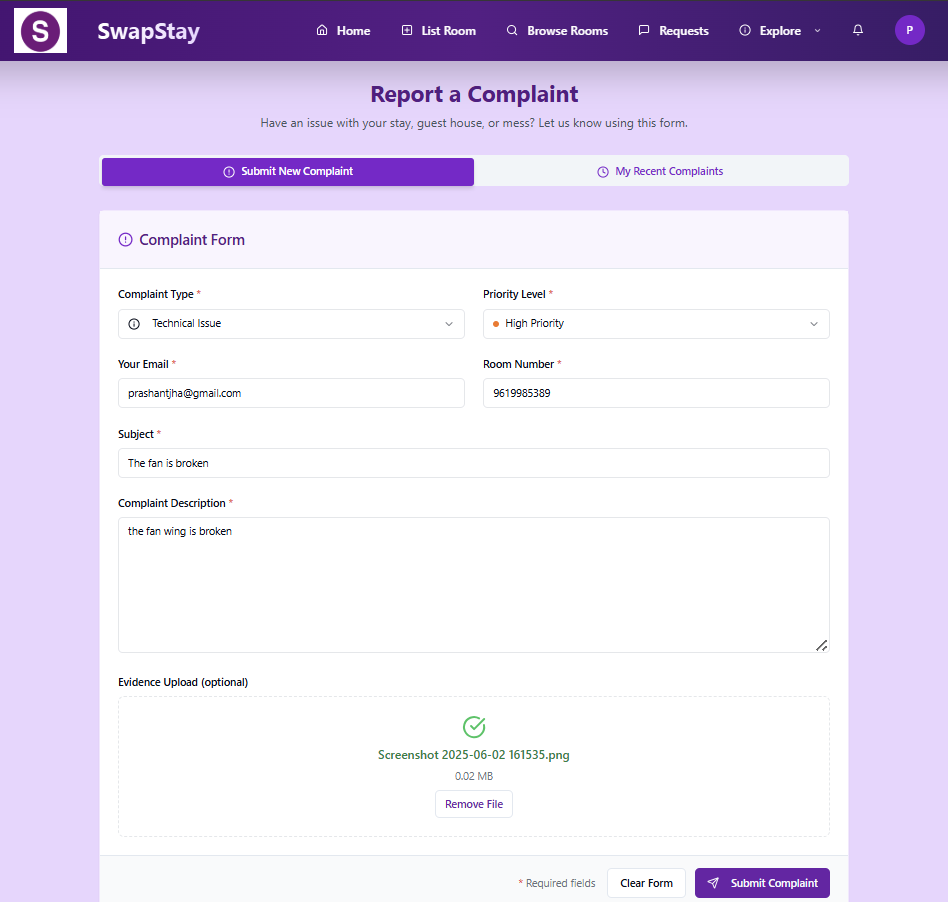 S SwapStay Home List Room Browse Rooms Requests Explore P
Report a Complaint
Have an issue with your stay, guest house, or mess? Let us know using this form.
Submit New Complaint My Recent Complaints
Complaint Form
Complaint Type * Priority Level *
Technical Issue High Priority
Your Email * Room Number *
prashantjha@gmail.com 9619985389
Subject *
The fan is broken
Complaint Description *
the fan wing is broken
Evidence Upload (optional)
Screenshot 2025-06-02 161535.png
0.02 MB
Remove File
* Required fields Clear Form Submit Complaint